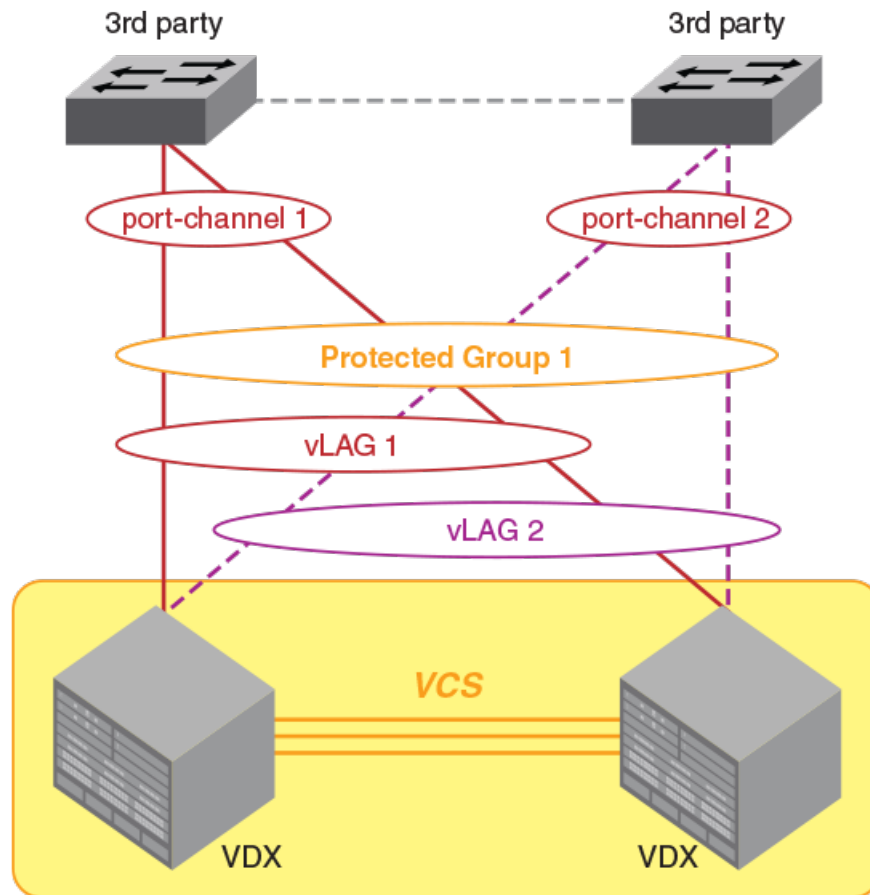 3rd party
3rd party
port-channel 1
port-channel 2
Protected Group 1
vLAG 1
vLAG 2
VCS
VDX
VDX